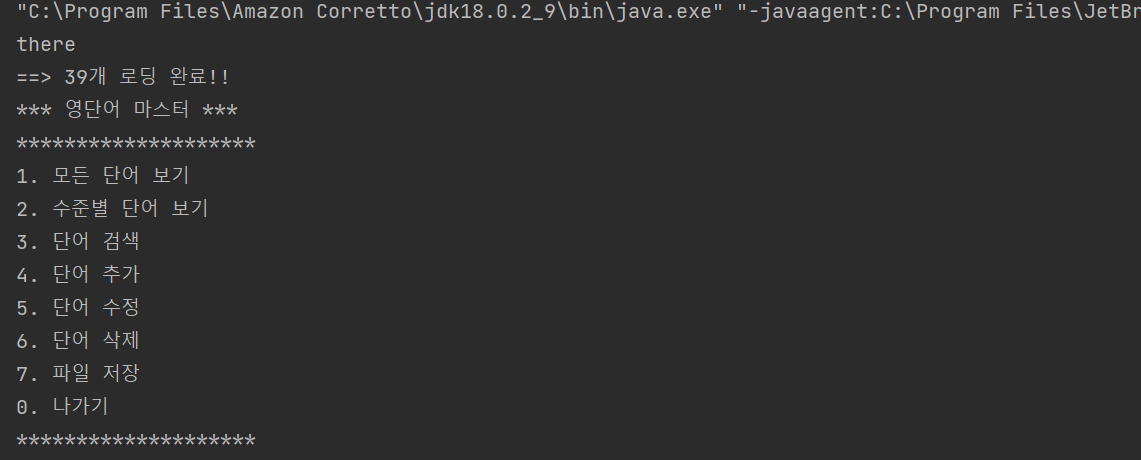 "C:\Program Files\Amazon Corretto\jdk18.0.2_9\bin\java.exe" "-javaagent:C:\Program Files\JetBr
there
==> 39개 로딩 완료!!
*** 영단어 마스터 ***
********************
1. 모든 단어 보기
2. 수준별 단어 보기
3. 단어 검색
4. 단어 추가
5. 단어 수정
6. 단어 삭제
7. 파일 저장
0. 나가기
********************